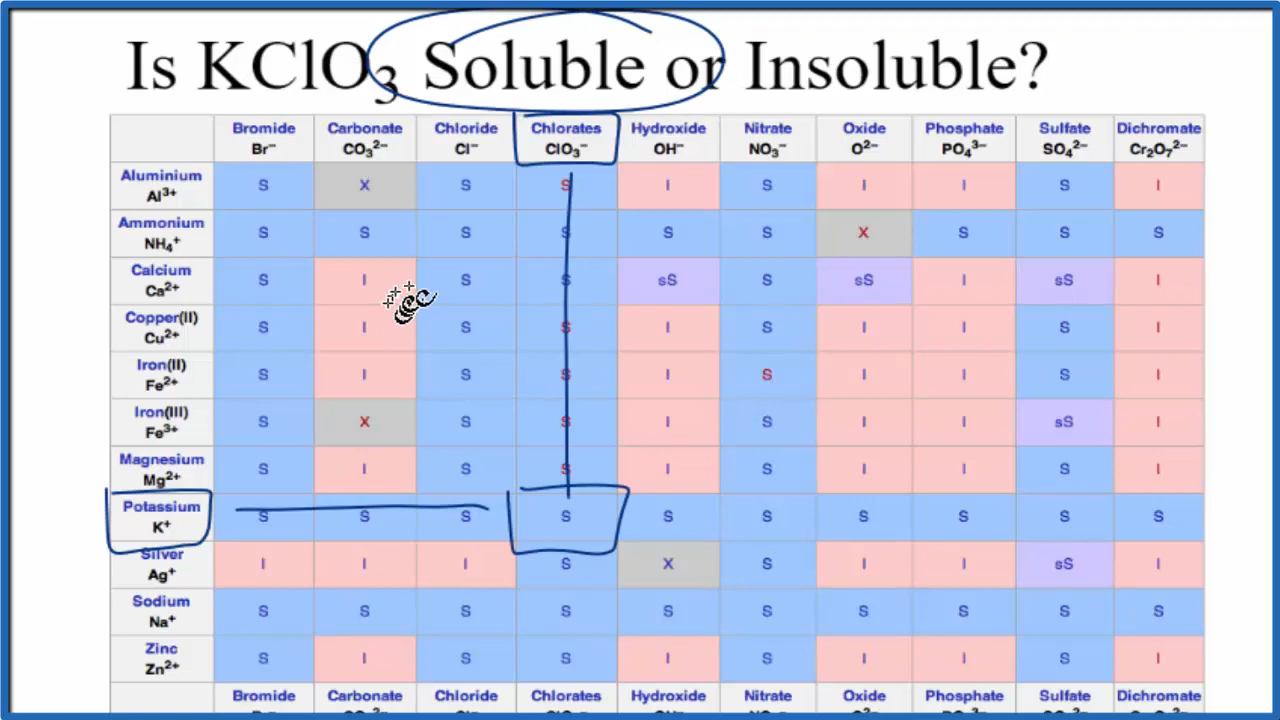 Is KClO₃ Soluble or Insoluble?
Bromide Carbonate Chloride Chlorates Hydroxide Nitrate Oxide Phosphate Sulfate Dichromate
Br⁻ CO₃²⁻ Cl⁻ ClO₃⁻ OH⁻ NO₃⁻ O²⁻ PO₄³⁻ SO₄²⁻ Cr₂O₇²⁻
Aluminium
Al³⁺ S X S S I S I I S I
Ammonium
NH₄⁺ S S S S S S X S S S
Calcium
Ca²⁺ S I S S sS S sS I sS I
Copper(II)
Cu²⁺ S I S S I S I I S I
Iron(II)
Fe²⁺ S I S S I S I I S I
Iron(III)
Fe³⁺ S X S S I S I I sS I
Magnesium
Mg²⁺ S I S S I S I I S I
Potassium
K⁺ S S S S S S S S S S
Silver
Ag⁺ I I I S X S I I sS I
Sodium
Na⁺ S S S S S S S S S S
Zinc
Zn²⁺ S I S S I S I I S I
Bromide Carbonate Chloride Chlorates Hydroxide Nitrate Oxide Phosphate Sulfate Dichromate